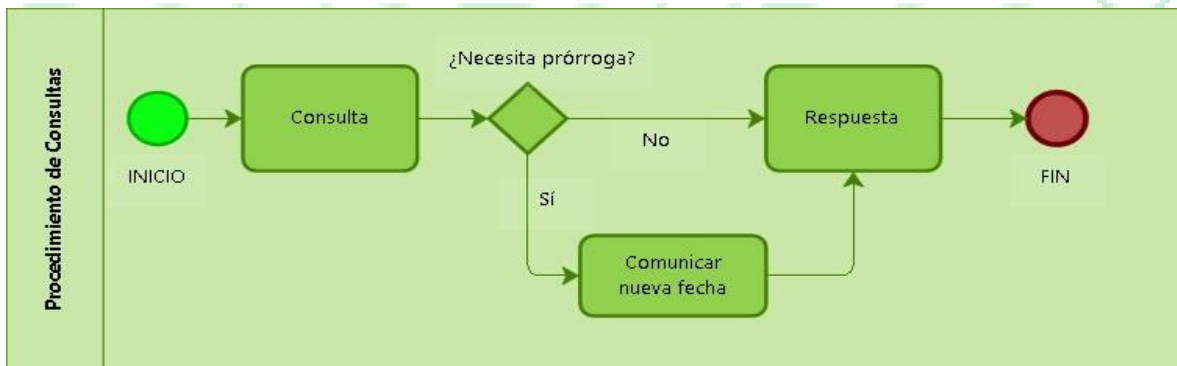 Procedimiento de Consultas
INICIO
Consulta
¿Necesita prórroga?
No
Sí
Comunicar
nueva fecha
Respuesta
FIN